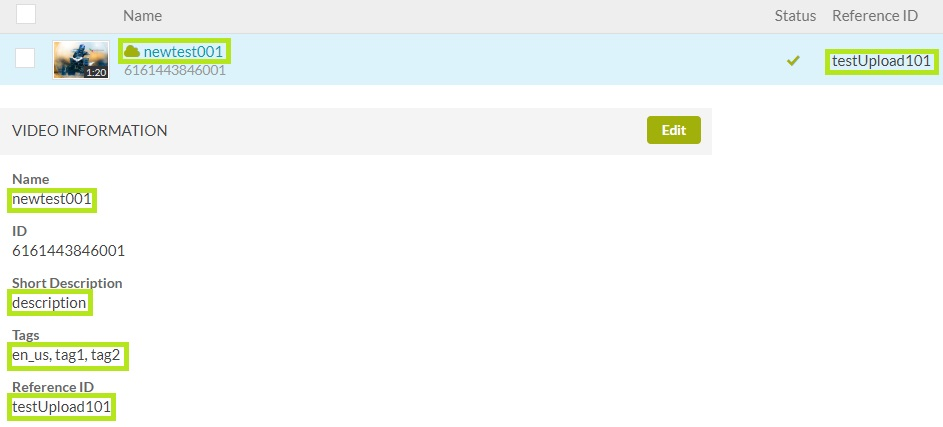 Name Status Reference ID
newtest001 testUpload101
1:20
6161443846001
VIDEO INFORMATION Edit
Name
newtest001
ID
6161443846001
Short Description
description
Tags
en_us, tag1, tag2
Reference ID
testUpload101